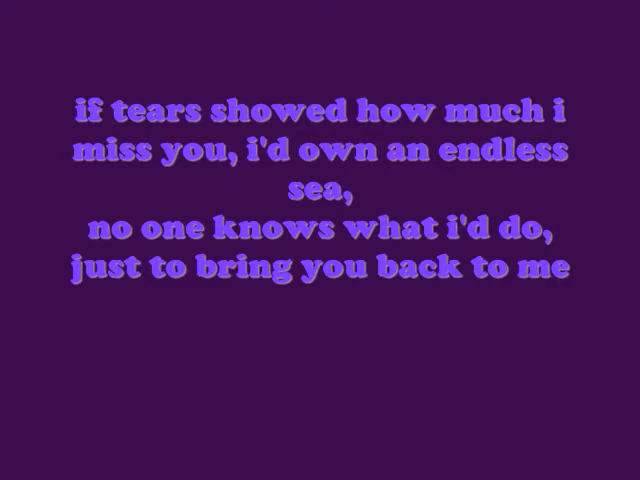 if tears showed how much i
miss you, i'd own an endless
sea,
no one knows what i'd do,
just to bring you back to me